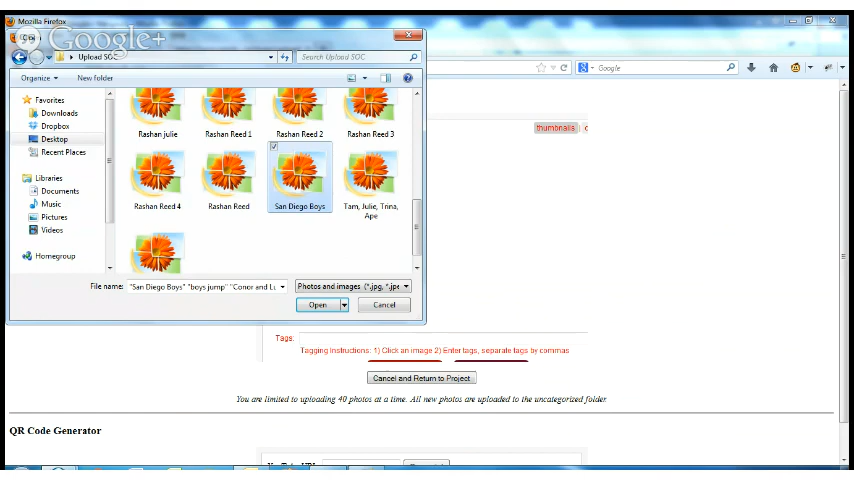 Mozilla Firefox
Google+
Upload SOC
Search Upload SOC
Google
Organize
New folder
Favorites
Downloads
Dropbox
Desktop
Recent Places
Libraries
Documents
Music
Pictures
Videos
Homegroup
Rashan julie
Rashan Reed 1
Rashan Reed 2
Rashan Reed 3
Rashan Reed 4
Rashan Reed
San Diego Boys
Tam, Julie, Trina,
Ape
thumbnails
File name:
"San Diego Boys" "boys jump" "Conor and Lu
Photos and images (*.jpg, *.jpe
Open
Cancel
Tags:
Tagging Instructions: 1) Click an image 2) Enter tags, separate tags by commas
Cancel and Return to Project
You are limited to uploading 40 photos at a time. All new photos are uploaded to the uncategorized folder.
QR Code Generator